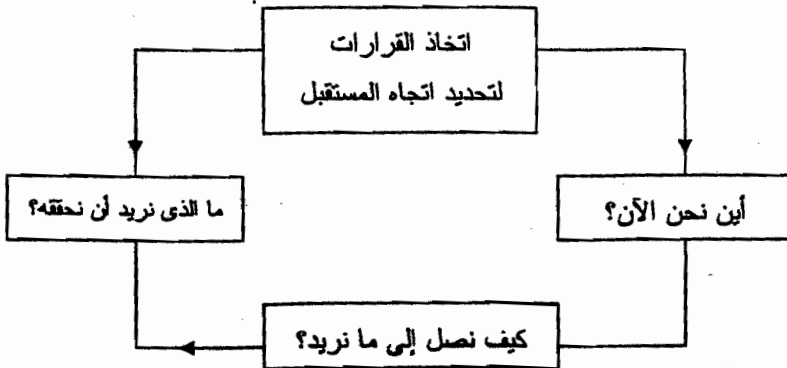 اتخاذ القرارات
لتحديد اتجاه المستقبل
أين نحن الآن؟
ما الذى نريد أن نحققه؟
كيف نصل إلى ما نريد؟